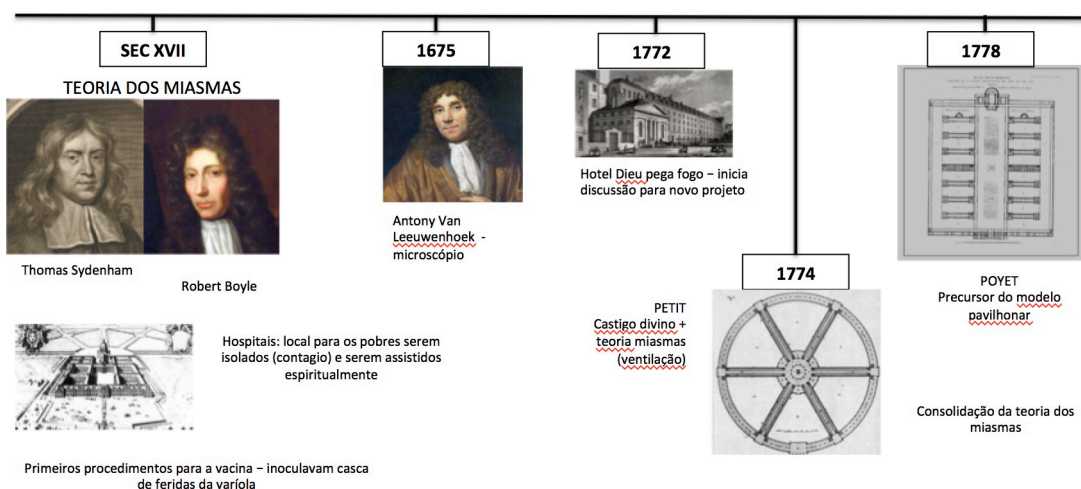 SEC XVII
TEORIA DOS MIASMAS
Thomas Sydenham
Robert Boyle
Hospitais: local para os pobres serem
isolados (contagio) e serem assistidos
espiritualmente
Primeiros procedimentos para a vacina – inoculavam casca
de feridas da varíola
1675
Antony Van
Leeuwenhoek -
microscópio
1772
Hotel Dieu pega fogo – inicia
discussão para novo projeto
1774
PETIT
Castigo divino +
teoria miasmas
(ventilação)
1778
POYET
Precursor do modelo
pavilhonar
Consolidação da teoria dos
miasmas